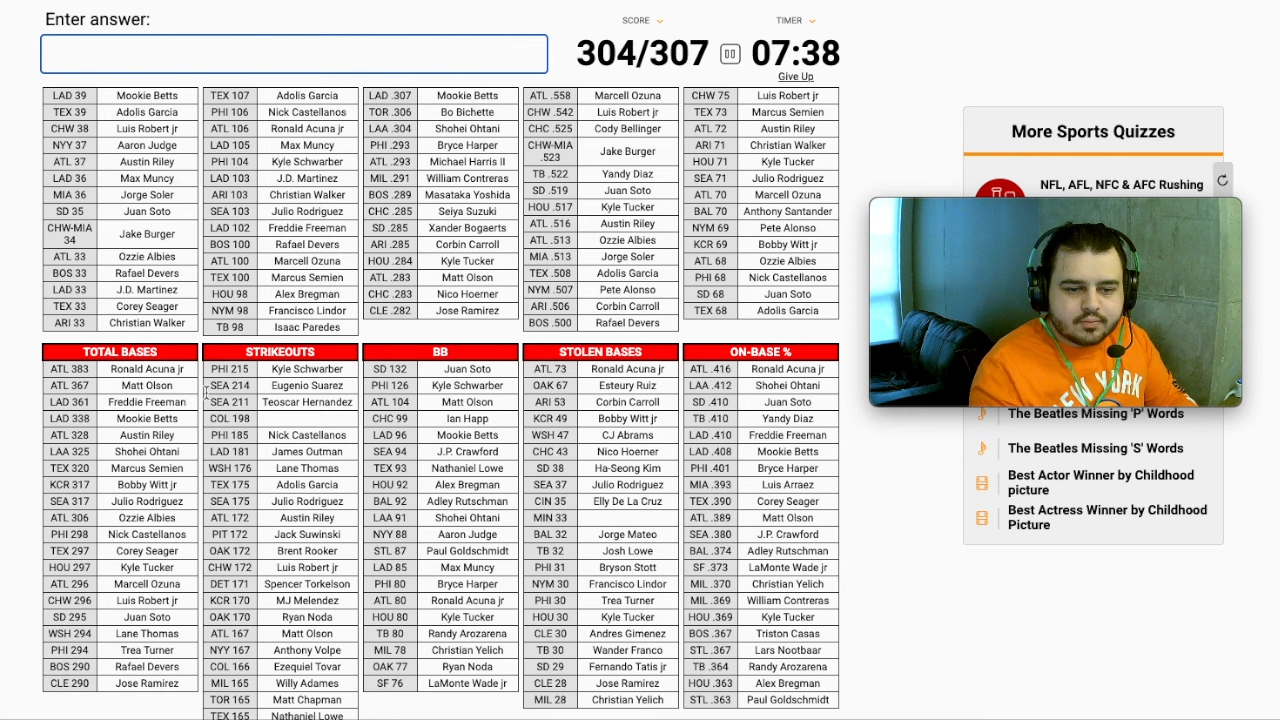 Enter answer:
SCORE
TIMER
304/307
07:38
Give Up
LAD 39 Mookie Betts
TEX 39 Adolis Garcia
CHW 38 Luis Robert jr
NYY 37 Aaron Judge
ATL 37 Austin Riley
LAD 36 Max Muncy
MIA 36 Jorge Soler
SD 35 Juan Soto
CHW-MIA
34 Jake Burger
ATL 33 Ozzie Albies
BOS 33 Rafael Devers
LAD 33 J.D. Martinez
TEX 33 Corey Seager
ARI 33 Christian Walker
TEX 107 Adolis Garcia
PHI 106 Nick Castellanos
ATL 106 Ronald Acuna jr
LAD 105 Max Muncy
PHI 104 Kyle Schwarber
LAD 103 J.D. Martinez
ARI 103 Christian Walker
SEA 103 Julio Rodriguez
LAD 102 Freddie Freeman
BOS 100 Rafael Devers
ATL 100 Marcell Ozuna
TEX 100 Marcus Semien
HOU 98 Alex Bregman
NYM 98 Francisco Lindor
TB 98 Isaac Paredes
LAD .307 Mookie Betts
TOR .306 Bo Bichette
LAA .304 Shohei Ohtani
PHI .293 Bryce Harper
ATL .293 Michael Harris II
MIL .291 William Contreras
BOS .289 Masataka Yoshida
CHC .285 Seiya Suzuki
SD .285 Xander Bogaerts
ARI .285 Corbin Carroll
HOU .284 Kyle Tucker
ATL .283 Matt Olson
CHC .283 Nico Hoerner
CLE .282 Jose Ramirez
ATL .558 Marcell Ozuna
CHW .542 Luis Robert jr
CHC .525 Cody Bellinger
CHW-MIA
.523 Jake Burger
TB .522 Yandy Diaz
SD .519 Juan Soto
HOU .517 Kyle Tucker
ATL .516 Austin Riley
ATL .513 Ozzie Albies
MIA .513 Jorge Soler
TEX .508 Adolis Garcia
NYM .507 Pete Alonso
ARI .506 Corbin Carroll
BOS .500 Rafael Devers
CHW 75 Luis Robert jr
TEX 73 Marcus Semien
ATL 72 Austin Riley
ARI 71 Christian Walker
HOU 71 Kyle Tucker
SEA 71 Julio Rodriguez
ATL 70 Marcell Ozuna
BAL 70 Anthony Santander
NYM 69 Pete Alonso
KCR 69 Bobby Witt jr
ATL 68 Ozzie Albies
PHI 68 Nick Castellanos
SD 68 Juan Soto
TEX 68 Adolis Garcia
TOTAL BASES
ATL 383 Ronald Acuna jr
ATL 367 Matt Olson
LAD 361 Freddie Freeman
LAD 338 Mookie Betts
ATL 328 Austin Riley
LAA 325 Shohei Ohtani
TEX 320 Marcus Semien
KCR 317 Bobby Witt jr
SEA 317 Julio Rodriguez
ATL 306 Ozzie Albies
PHI 298 Nick Castellanos
TEX 297 Corey Seager
HOU 297 Kyle Tucker
ATL 296 Marcell Ozuna
CHW 296 Luis Robert jr
SD 295 Juan Soto
WSH 294 Lane Thomas
PHI 294 Trea Turner
BOS 290 Rafael Devers
CLE 290 Jose Ramirez
STRIKEOUTS
PHI 215 Kyle Schwarber
SEA 214 Eugenio Suarez
SEA 211 Teoscar Hernandez
COL 198
PHI 185 Nick Castellanos
LAD 181 James Outman
WSH 176 Lane Thomas
TEX 175 Adolis Garcia
SEA 175 Julio Rodriguez
ATL 172 Austin Riley
PIT 172 Jack Suwinski
OAK 172 Brent Rooker
CHW 172 Luis Robert jr
DET 171 Spencer Torkelson
KCR 170 MJ Melendez
OAK 170 Ryan Noda
ATL 167 Matt Olson
NYY 167 Anthony Volpe
COL 166 Ezequiel Tovar
MIL 165 Willy Adames
TOR 165 Matt Chapman
TEX 165 Nathaniel Lowe
BB
SD 132 Juan Soto
PHI 126 Kyle Schwarber
ATL 104 Matt Olson
CHC 99 Ian Happ
LAD 96 Mookie Betts
SEA 94 J.P. Crawford
TEX 93 Nathaniel Lowe
HOU 92 Alex Bregman
BAL 92 Adley Rutschman
LAA 91 Shohei Ohtani
NYY 88 Aaron Judge
STL 87 Paul Goldschmidt
LAD 85 Max Muncy
PHI 80 Bryce Harper
ATL 80 Ronald Acuna jr
HOU 80 Kyle Tucker
TB 80 Randy Arozarena
MIL 78 Christian Yelich
OAK 77 Ryan Noda
SF 76 LaMonte Wade jr
STOLEN BASES
ATL 73 Ronald Acuna jr
OAK 67 Esteury Ruiz
ARI 53 Corbin Carroll
KCR 49 Bobby Witt jr
WSH 47 CJ Abrams
CHC 43 Nico Hoerner
SD 38 Ha-Seong Kim
SEA 37 Julio Rodriguez
CIN 35 Elly De La Cruz
MIN 33
BAL 32 Jorge Mateo
TB 32 Josh Lowe
PHI 31 Bryson Stott
NYM 30 Francisco Lindor
PHI 30 Trea Turner
HOU 30 Kyle Tucker
CLE 30 Andres Gimenez
TB 30 Wander Franco
SD 29 Fernando Tatis jr
CLE 28 Jose Ramirez
MIL 28 Christian Yelich
ON-BASE %
ATL .416 Ronald Acuna jr
LAA .412 Shohei Ohtani
SD .410 Juan Soto
TB .410 Yandy Diaz
LAD .410 Freddie Freeman
LAD .408 Mookie Betts
PHI .401 Bryce Harper
MIA .393 Luis Arraez
TEX .390 Corey Seager
ATL .389 Matt Olson
SEA .380 J.P. Crawford
BAL .374 Adley Rutschman
SF .373 LaMonte Wade jr
MIL .370 Christian Yelich
MIL .369 William Contreras
HOU .369 Kyle Tucker
BOS .367 Triston Casas
STL .367 Lars Nootbaar
TB .364 Randy Arozarena
HOU .363 Alex Bregman
STL .363 Paul Goldschmidt
More Sports Quizzes
NFL, AFL, NFC & AFC Rushing
NEW YORK
The Beatles Missing 'P' Words
The Beatles Missing 'S' Words
Best Actor Winner by Childhood
picture
Best Actress Winner by Childhood
Picture